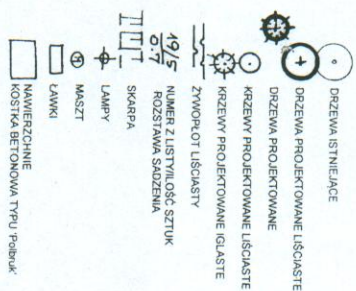 DRZEWA ISTNIEJĄCE
DRZEWA PROJEKTOWANE LIŚCIASTE
DRZEWA PROJEKTOWANE
KRZEWY PROJEKTOWANE LIŚCIASTE
KRZEWY PROJEKTOWANE IGLASTE
ŻYWOPŁOT LIŚCIASTY
19/5
0.7
NUMER Z LISTY/ILOŚĆ SZTUK
ROZSTAWA SADZENIA
SKARPA
LAMPY
MASZT
ŁAWKI
NAWIERZCHNIE
KOSTKA BETONOWA TYPU 'Polbruk'